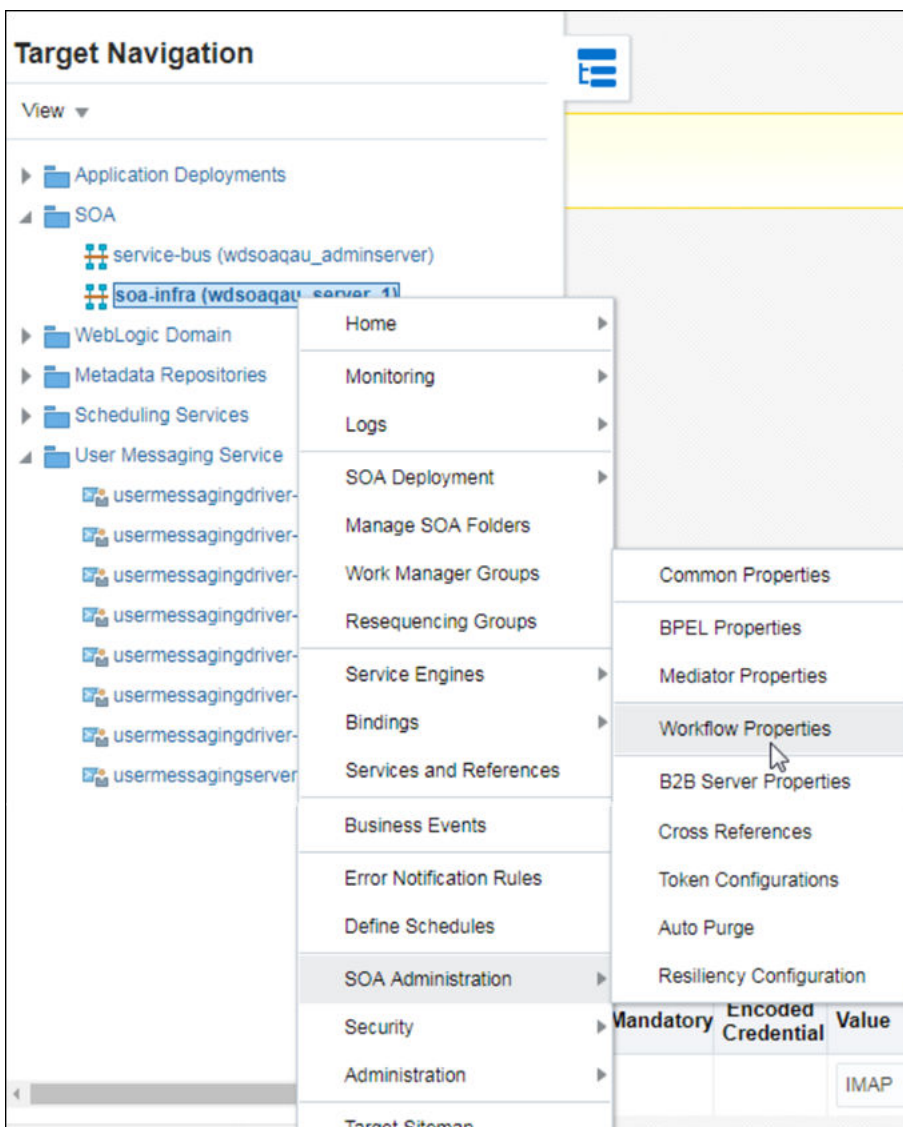 Target Navigation
View
Application Deployments
SOA
service-bus (wdsoaqau_adminserver)
soa-infra (wdsoaqau_server_1)
WebLogic Domain
Metadata Repositories
Scheduling Services
User Messaging Service
usermessagingdriver-
usermessagingdriver-
usermessagingdriver-
usermessagingdriver-
usermessagingdriver-
usermessagingdriver-
usermessagingdriver-
usermessagingserver
Home
Monitoring
Logs
SOA Deployment
Manage SOA Folders
Work Manager Groups
Resequencing Groups
Service Engines
Bindings
Services and References
Business Events
Error Notification Rules
Define Schedules
SOA Administration
Security
Administration
Target Sitemap
Common Properties
BPEL Properties
Mediator Properties
Workflow Properties
B2B Server Properties
Cross References
Token Configurations
Auto Purge
Resiliency Configuration
Mandatory
Encoded
Credential
Value
IMAP